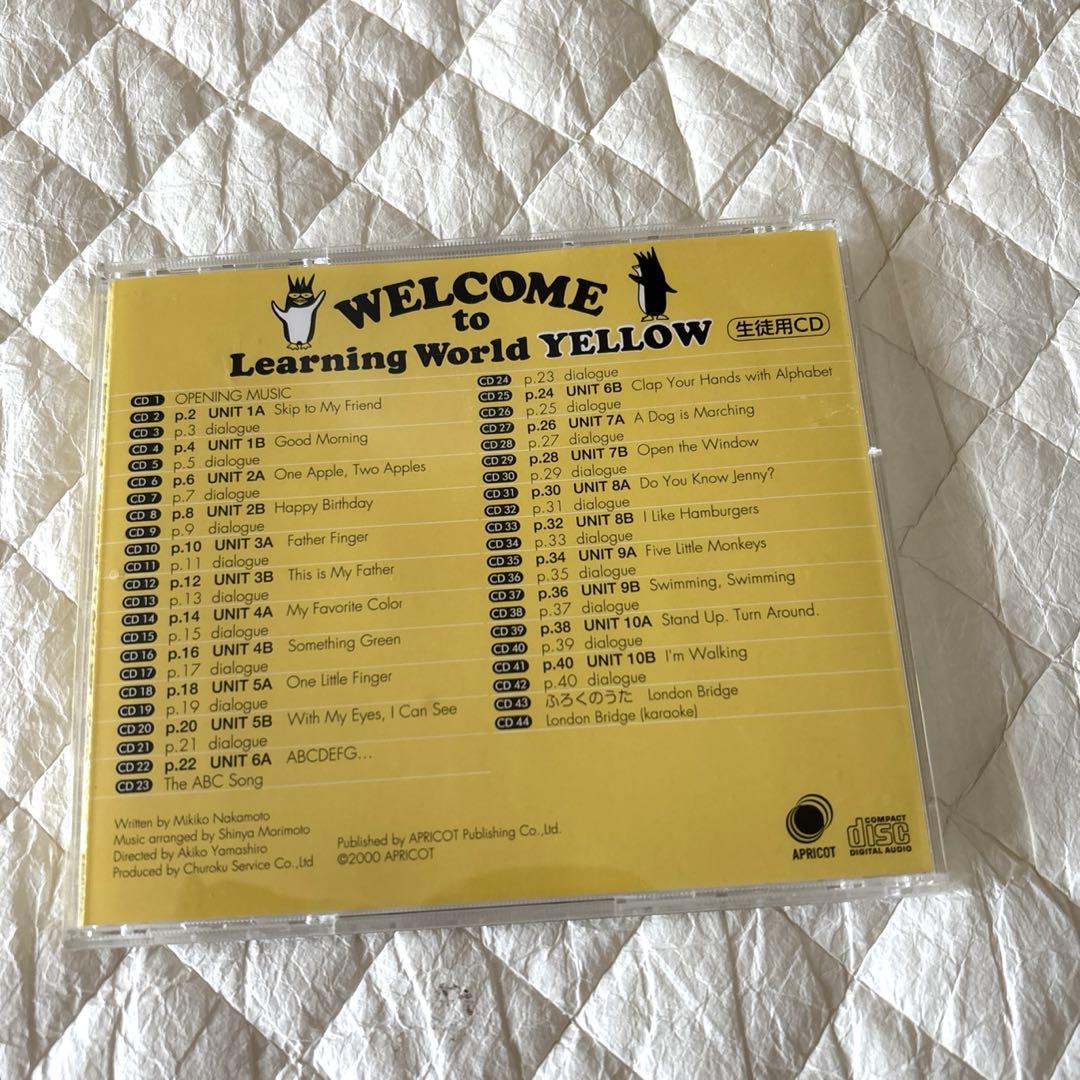 WELCOME
to
Learning World YELLOW
生徒用CD
CD 1 OPENING MUSIC
CD 2 p.2 UNIT 1A Skip to My Friend
CD 3 p.3 dialogue
CD 4 p.4 UNIT 1B Good Morning
CD 5 p.5 dialogue
CD 6 p.6 UNIT 2A One Apple, Two Apples
CD 7 p.7 dialogue
CD 8 p.8 UNIT 2B Happy Birthday
CD 9 p.9 dialogue
CD 10 p.10 UNIT 3A Father Finger
CD 11 p.11 dialogue
CD 12 p.12 UNIT 3B This is My Father
CD 13 p.13 dialogue
CD 14 p.14 UNIT 4A My Favorite Color
CD 15 p.15 dialogue
CD 16 p.16 UNIT 4B Something Green
CD 17 p.17 dialogue
CD 18 p.18 UNIT 5A One Little Finger
CD 19 p.19 dialogue
CD 20 p.20 UNIT 5B With My Eyes, I Can See
CD 21 p.21 dialogue
CD 22 p.22 UNIT 6A ABCDEFG...
CD 23 The ABC Song
CD 24 p.23 dialogue
CD 25 p.24 UNIT 6B Clap Your Hands with Alphabet
CD 26 p.25 dialogue
CD 27 p.26 UNIT 7A A Dog is Marching
CD 28 p.27 dialogue
CD 29 p.28 UNIT 7B Open the Window
CD 30 p.29 dialogue
CD 31 p.30 UNIT 8A Do You Know Jenny?
CD 32 p.31 dialogue
CD 33 p.32 UNIT 8B I Like Hamburgers
CD 34 p.33 dialogue
CD 35 p.34 UNIT 9A Five Little Monkeys
CD 36 p.35 dialogue
CD 37 p.36 UNIT 9B Swimming, Swimming
CD 38 p.37 dialogue
CD 39 p.38 UNIT 10A Stand Up. Turn Around.
CD 40 p.39 dialogue
CD 41 p.40 UNIT 10B I'm Walking
CD 42 p.40 dialogue
CD 43 ふろくのうた London Bridge
CD 44 London Bridge (karaoke)
Written by Mikiko Nakamoto
Music arranged by Shinya Morimoto
Directed by Akiko Yamashiro
Produced by Churoku Service Co.,Ltd
Published by APRICOT Publishing Co.,Ltd.
©2000 APRICOT
APRICOT
COMPACT
disc
DIGITAL AUDIO